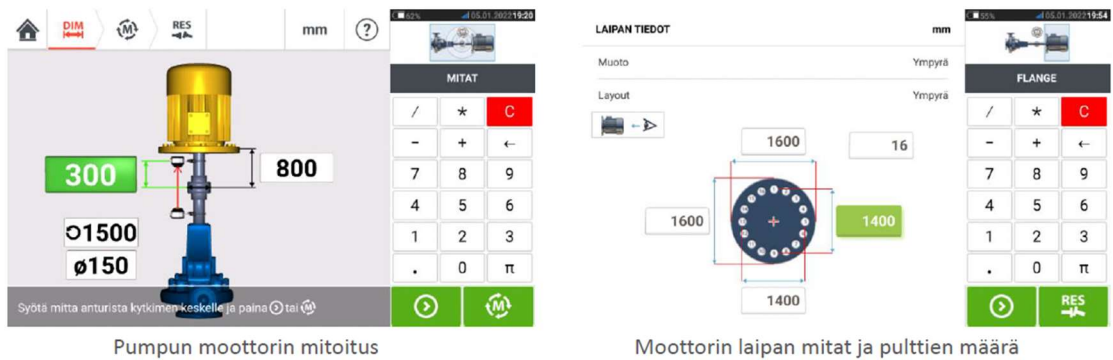 DIM
M
RES
mm
?
62%
05.01.2022 19:20
MITAT
300
800
1500
ø150
Syötä mitta anturista kytkimen keskelle ja paina tai M
/ * C
- + ←
7 8 9
4 5 6
1 2 3
. 0 π
M
Pumpun moottorin mitoitus
LAIPAN TIEDOT mm
Muoto Ympyrä
Layout Ympyrä
1600
16
1600
1400
1400
55%
05.01.2022 19:54
FLANGE
/ * C
- + ←
7 8 9
4 5 6
1 2 3
. 0 π
RES
Moottorin laipan mitat ja pulttien määrä